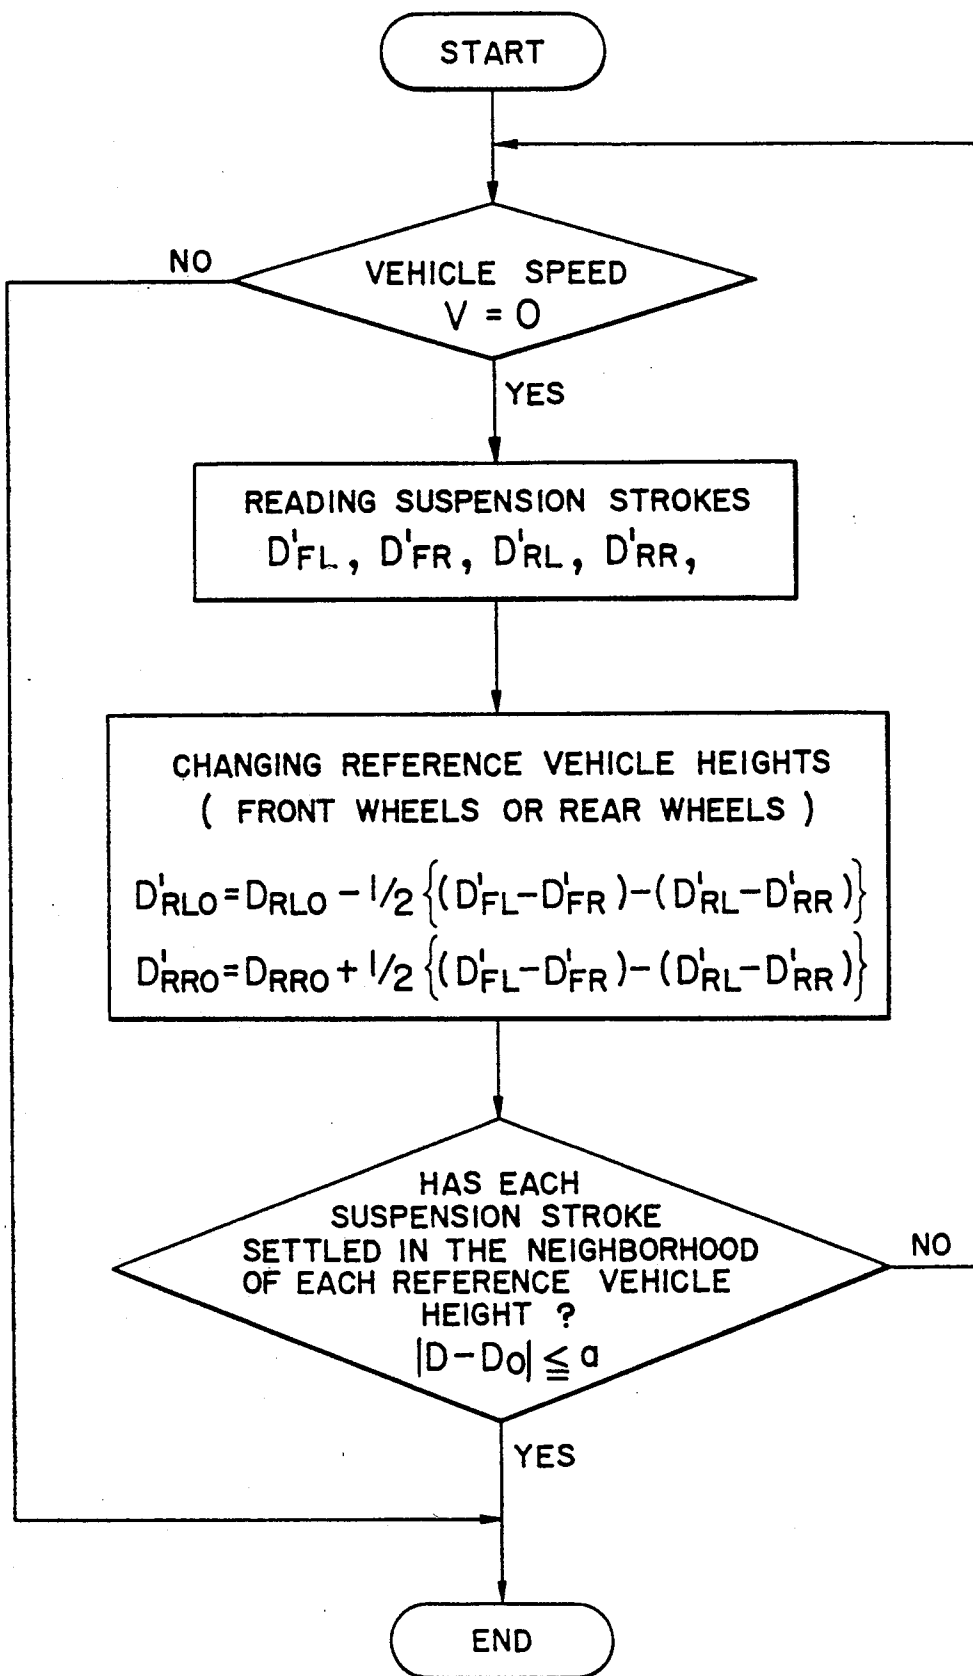 START
NO
VEHICLE SPEED
V = O
YES
READING SUSPENSION STROKES
D'FL, D'FR, D'RL, D'RR,
CHANGING REFERENCE VEHICLE HEIGHTS
( FRONT WHEELS OR REAR WHEELS )
D'RLO = DRLO - 1/2 {(D'FL-D'FR)-(D'RL-D'RR)}
D'RRO = DRRO + 1/2 {(D'FL-D'FR)-(D'RL-D'RR)}
HAS EACH
SUSPENSION STROKE
SETTLED IN THE NEIGHBORHOOD
OF EACH REFERENCE VEHICLE
HEIGHT ?
|D-DO| ≦ a
NO
YES
END